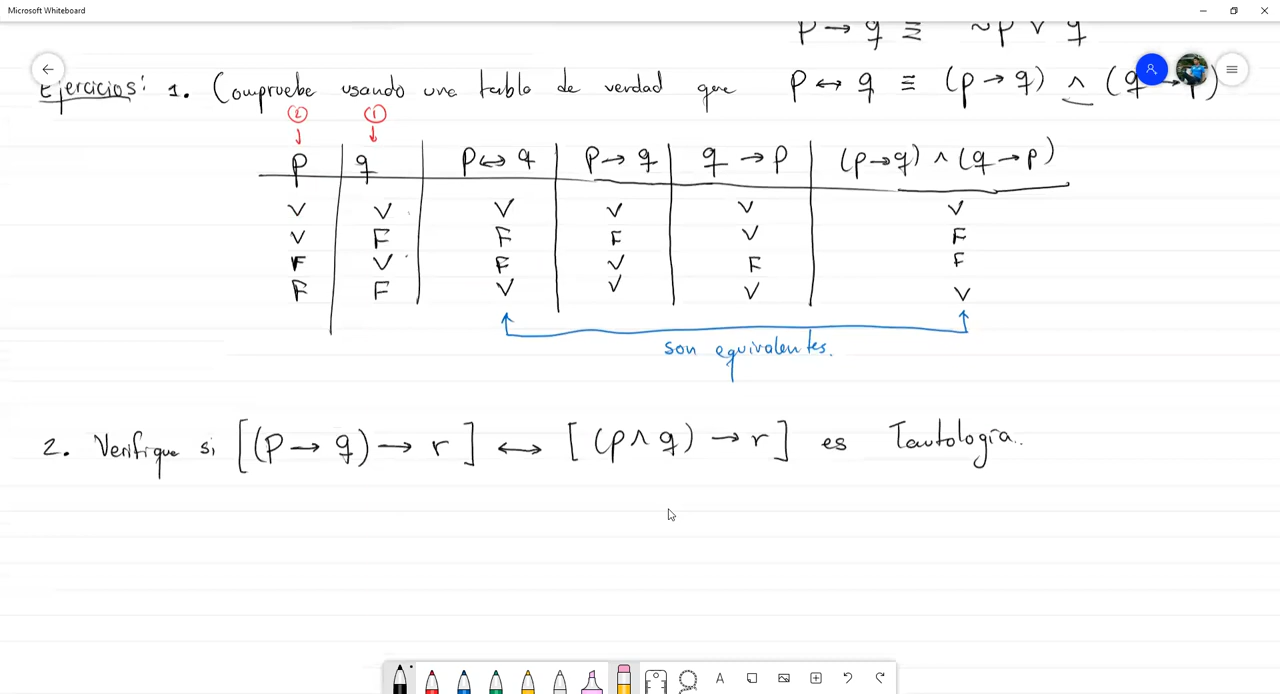 Microsoft Whiteboard
p → q ≡ ~p ∨ q
Ejercicios: 1. Compruebe usando una tabla de verdad que p ↔ q ≡ (p → q) ∧ (q → p)
② ①
p q p ↔ q p → q q → p (p → q) ∧ (q → p)
V V V V V V
V F F F V F
F V F V F F
F F V V V V
son equivalentes.
2. Verifique si [(p → q) → r] ↔ [(p ∧ q) → r] es Tautología.
A